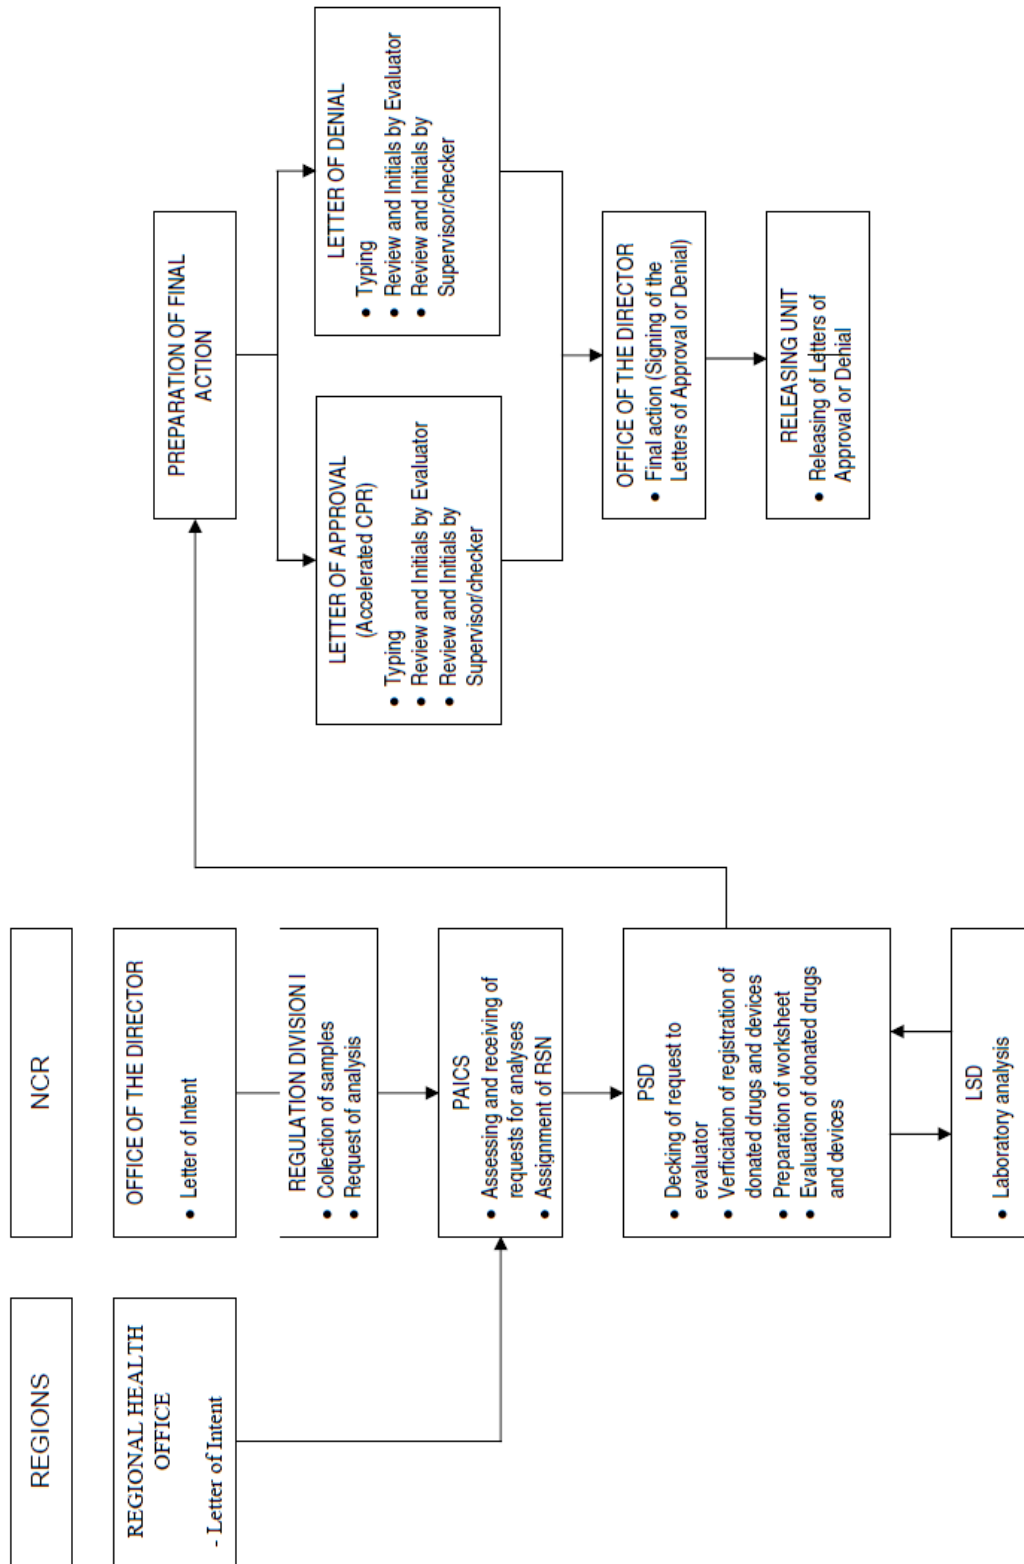 REGIONS
REGIONAL HEALTH
OFFICE
- Letter of Intent
NCR
OFFICE OF THE DIRECTOR
• Letter of Intent
REGULATION DIVISION I
• Collection of samples
• Request of analysis
PAICS
• Assessing and receiving of
requests for analyses
• Assignment of RSN
PSD
• Decking of request to
evaluator
• Verficiation of registration of
donated drugs and devices
• Preparation of worksheet
• Evaluation of donated drugs
and devices
LSD
• Laboratory analysis
PREPARATION OF FINAL
ACTION
LETTER OF APPROVAL
(Accelerated CPR)
• Typing
• Review and Initials by Evaluator
• Review and Initials by
Supervisor/checker
LETTER OF DENIAL
• Typing
• Review and Initials by Evaluator
• Review and Initials by
Supervisor/checker
OFFICE OF THE DIRECTOR
• Final action (Signing of the
Letters of Approval or Denial)
RELEASING UNIT
• Releasing of Letters of
Approval or Denial